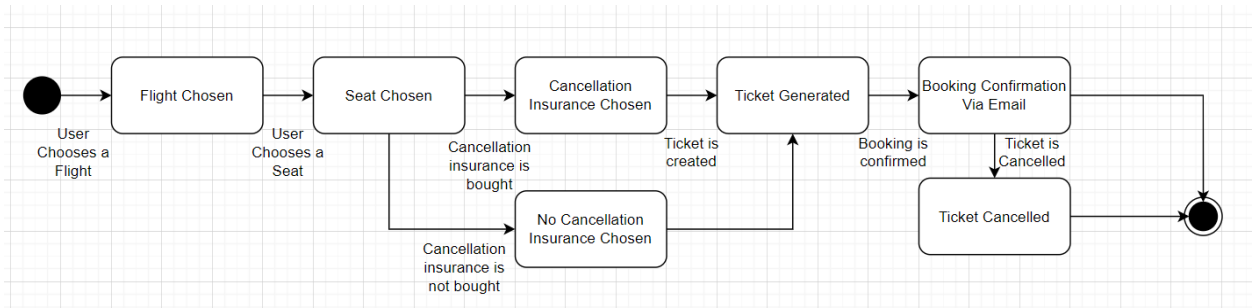 Flight Chosen
Seat Chosen
Cancellation
Insurance Chosen
Ticket Generated
Booking Confirmation
Via Email
User
Chooses a
Flight
User
Chooses a
Seat
Cancellation
insurance is
bought
Ticket is
created
Booking is
confirmed
Ticket is
Cancelled
No Cancellation
Insurance Chosen
Ticket Cancelled
Cancellation
insurance is
not bought